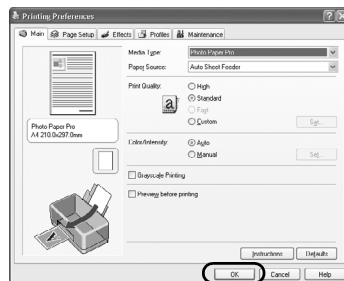 Printing Preferences
Main Page Setup Effects Profiles Maintenance
Media Type: Photo Paper Pro
Paper Source: Auto Sheet Feeder
Print Quality: High
Standard
Fast
Custom Set...
Color/Intensity: Auto
Manual Set...
Grayscale Printing
Preview before printing
Photo Paper Pro
A4 210.0x297.0mm
Instructions Defaults
OK Cancel Help